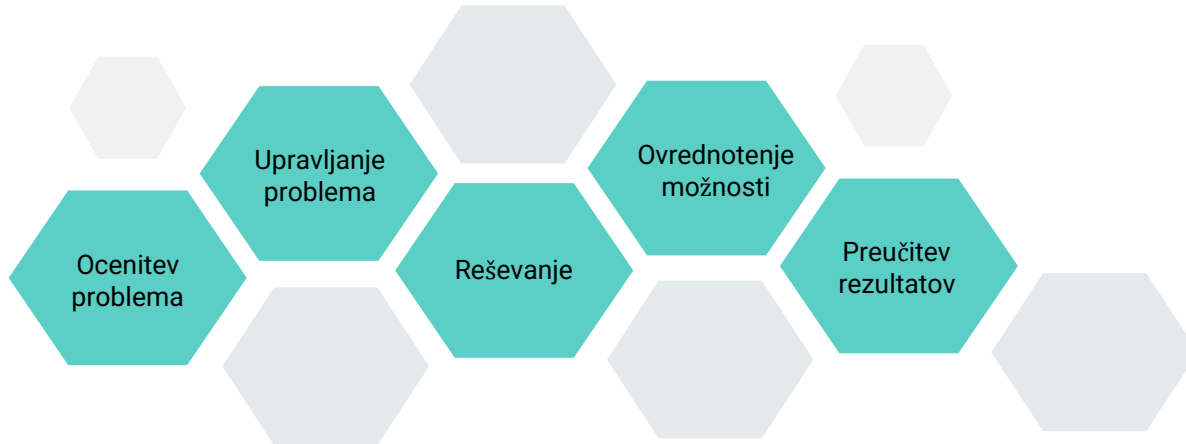 Ocenitev
problema
Upravljanje
problema
Reševanje
Ovrednotenje
možnosti
Preučitev
rezultatov